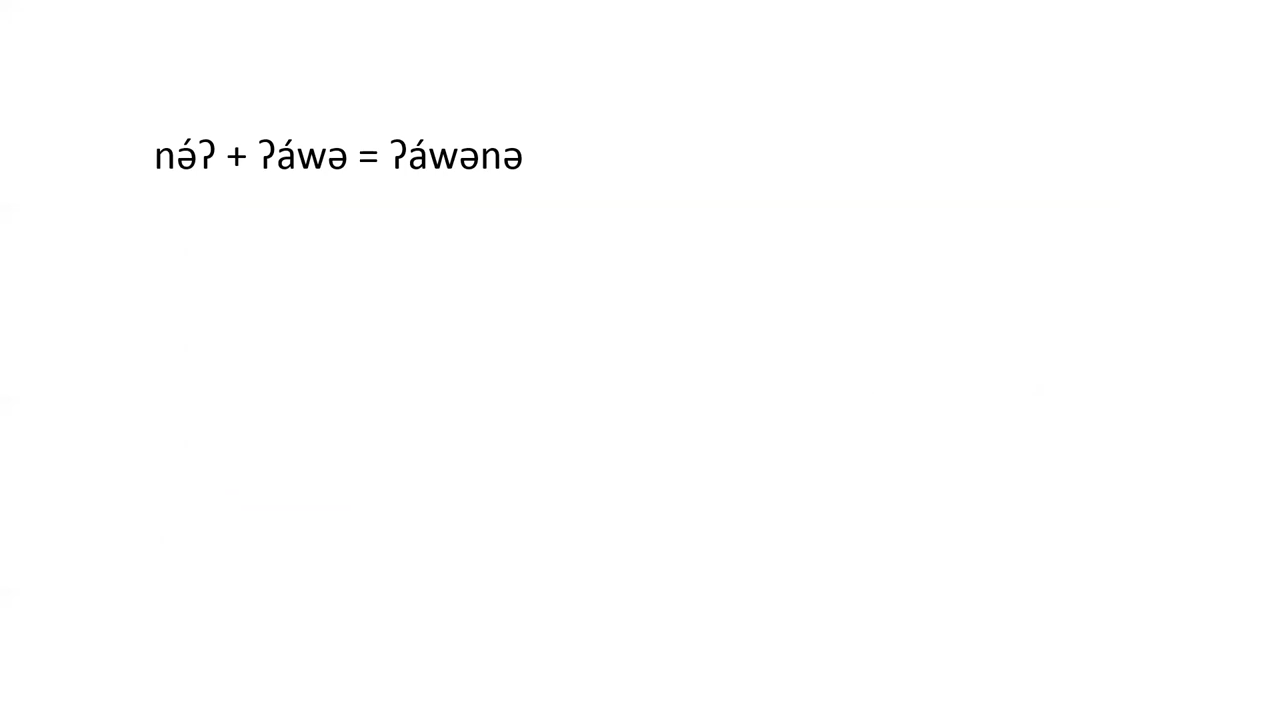 nə́ʔ + ʔáwə = ʔáwənə